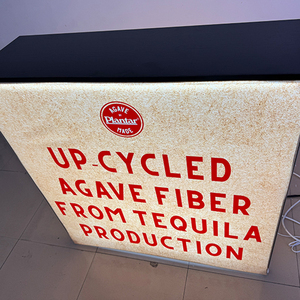 AGAVE
Plantar
MADE
UP-CYCLED
AGAVE FIBER
FROM TEQUILA
PRODUCTION